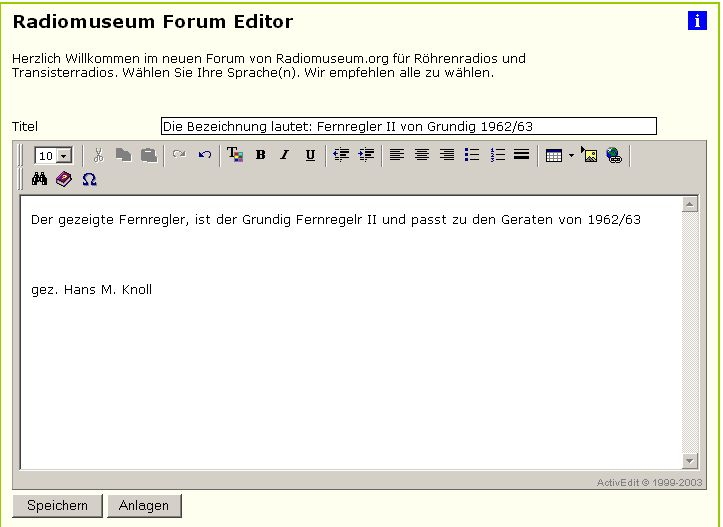 Radiomuseum Forum Editor
i
Herzlich Willkommen im neuen Forum von Radiomuseum.org für Röhrenradios und
Transisterradios. Wählen Sie Ihre Sprache(n). Wir empfehlen alle zu wählen.
Titel
Die Bezeichnung lautet: Fernregler II von Grundig 1962/63
10
B I U
Ω
Der gezeigte Fernregler, ist der Grundig Fernregelr II und passt zu den Geraten von 1962/63
gez. Hans M. Knoll
ActivEdit © 1999-2003
Speichern Anlagen